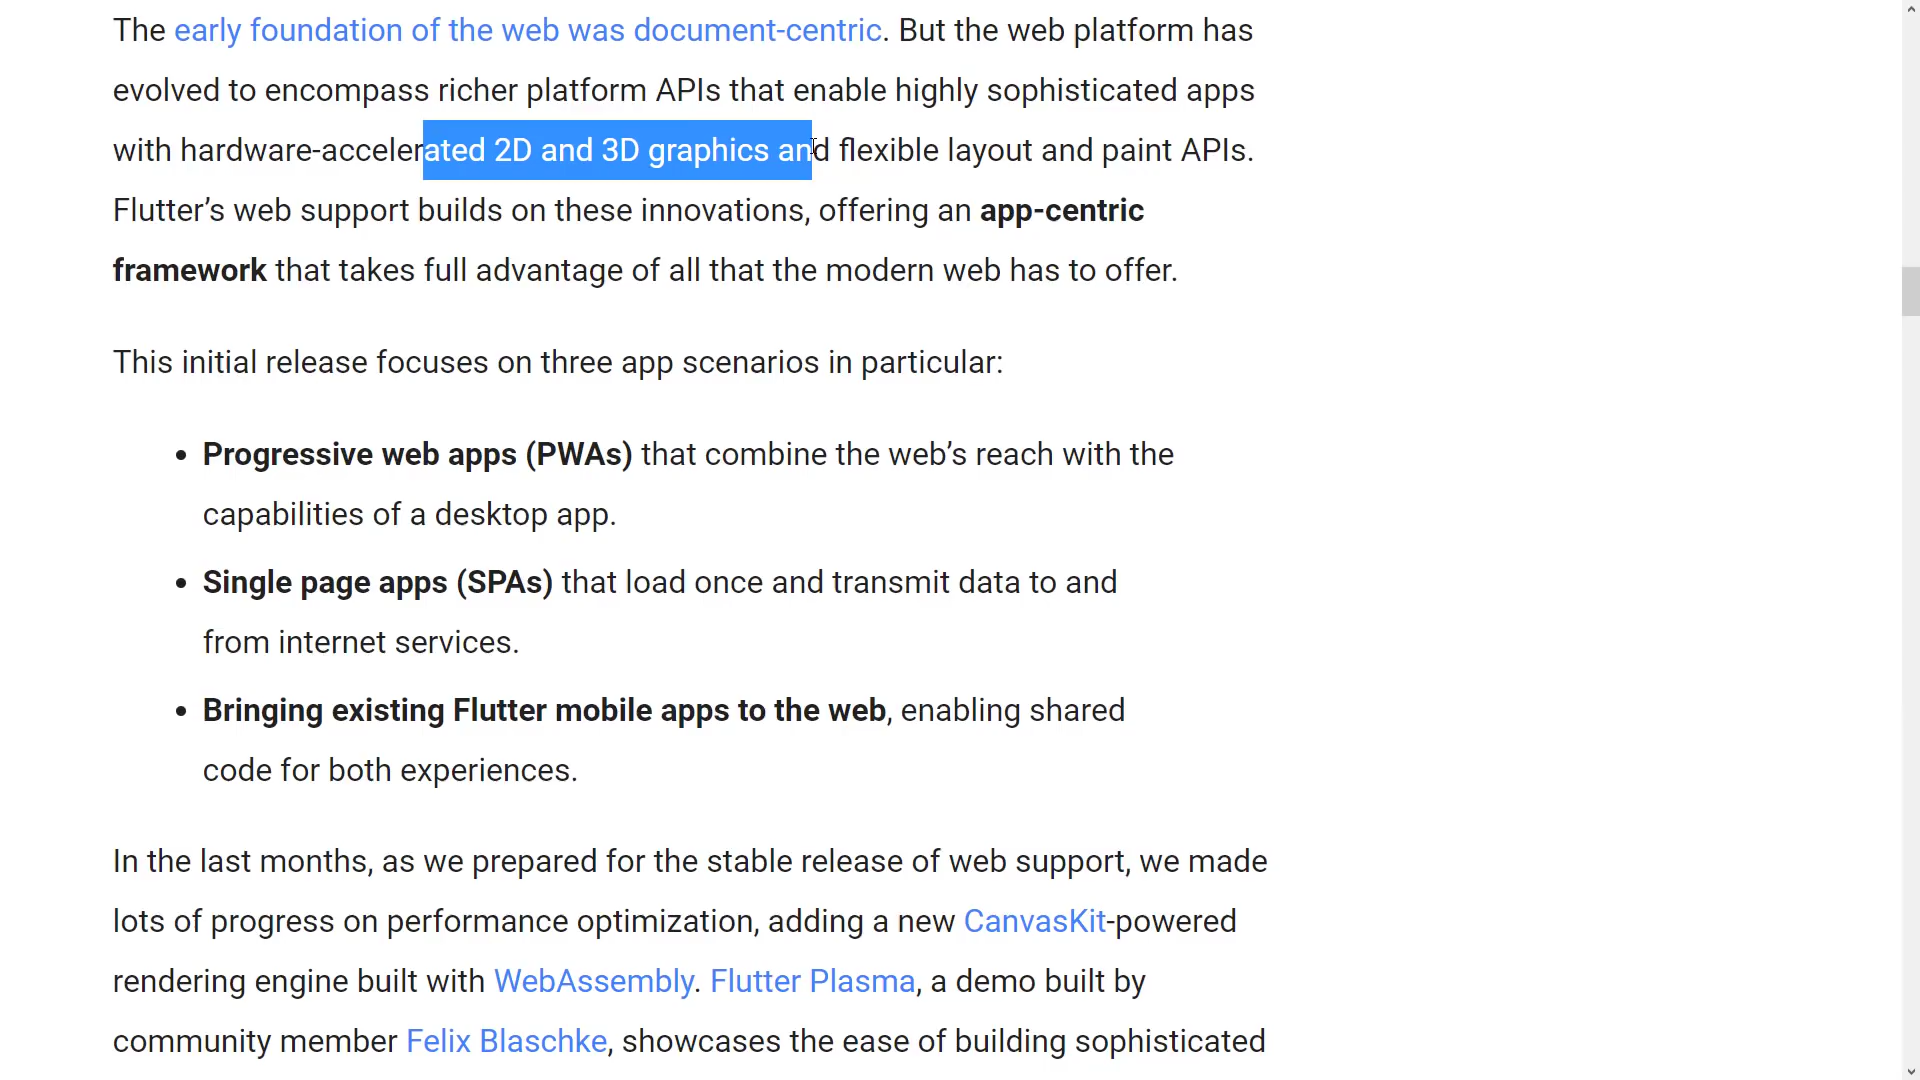 The early foundation of the web was document-centric. But the web platform has
evolved to encompass richer platform APIs that enable highly sophisticated apps
with hardware-accelerated 2D and 3D graphics and flexible layout and paint APIs.
Flutter’s web support builds on these innovations, offering an app-centric
framework that takes full advantage of all that the modern web has to offer.
This initial release focuses on three app scenarios in particular:
• Progressive web apps (PWAs) that combine the web’s reach with the
capabilities of a desktop app.
• Single page apps (SPAs) that load once and transmit data to and
from internet services.
• Bringing existing Flutter mobile apps to the web, enabling shared
code for both experiences.
In the last months, as we prepared for the stable release of web support, we made
lots of progress on performance optimization, adding a new CanvasKit-powered
rendering engine built with WebAssembly. Flutter Plasma, a demo built by
community member Felix Blaschke, showcases the ease of building sophisticated